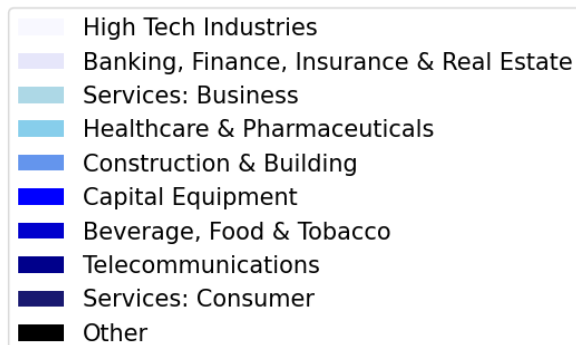 High Tech Industries
Banking, Finance, Insurance & Real Estate
Services: Business
Healthcare & Pharmaceuticals
Construction & Building
Capital Equipment
Beverage, Food & Tobacco
Telecommunications
Services: Consumer
Other